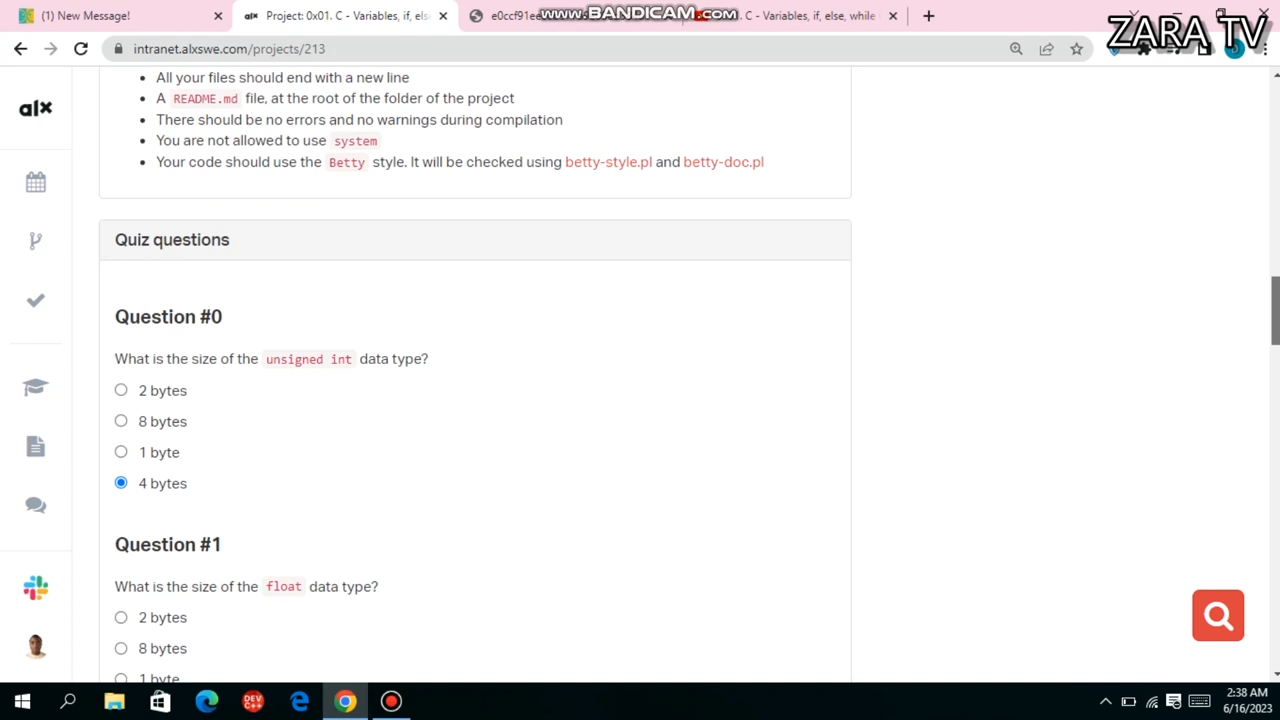 (1) New Message!
Project: 0x01. C - Variables, if, els
e0ccf91ee
C - Variables, if, else, while
www.BANDICAM.com
ZARA TV
intranet.alxswe.com/projects/213
alx
All your files should end with a new line
A README.md file, at the root of the folder of the project
There should be no errors and no warnings during compilation
You are not allowed to use system
Your code should use the Betty style. It will be checked using betty-style.pl and betty-doc.pl
Quiz questions
Question #0
What is the size of the unsigned int data type?
2 bytes
8 bytes
1 byte
4 bytes
Question #1
What is the size of the float data type?
2 bytes
8 bytes
1 byte
DEV
2:38 AM
6/16/2023